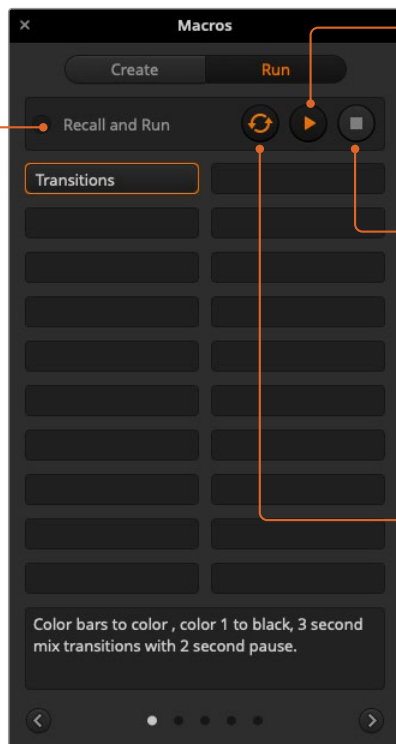 Macros
Create Run
Recall and Run
Transitions
Color bars to color , color 1 to black, 3 second
mix transitions with 2 second pause.